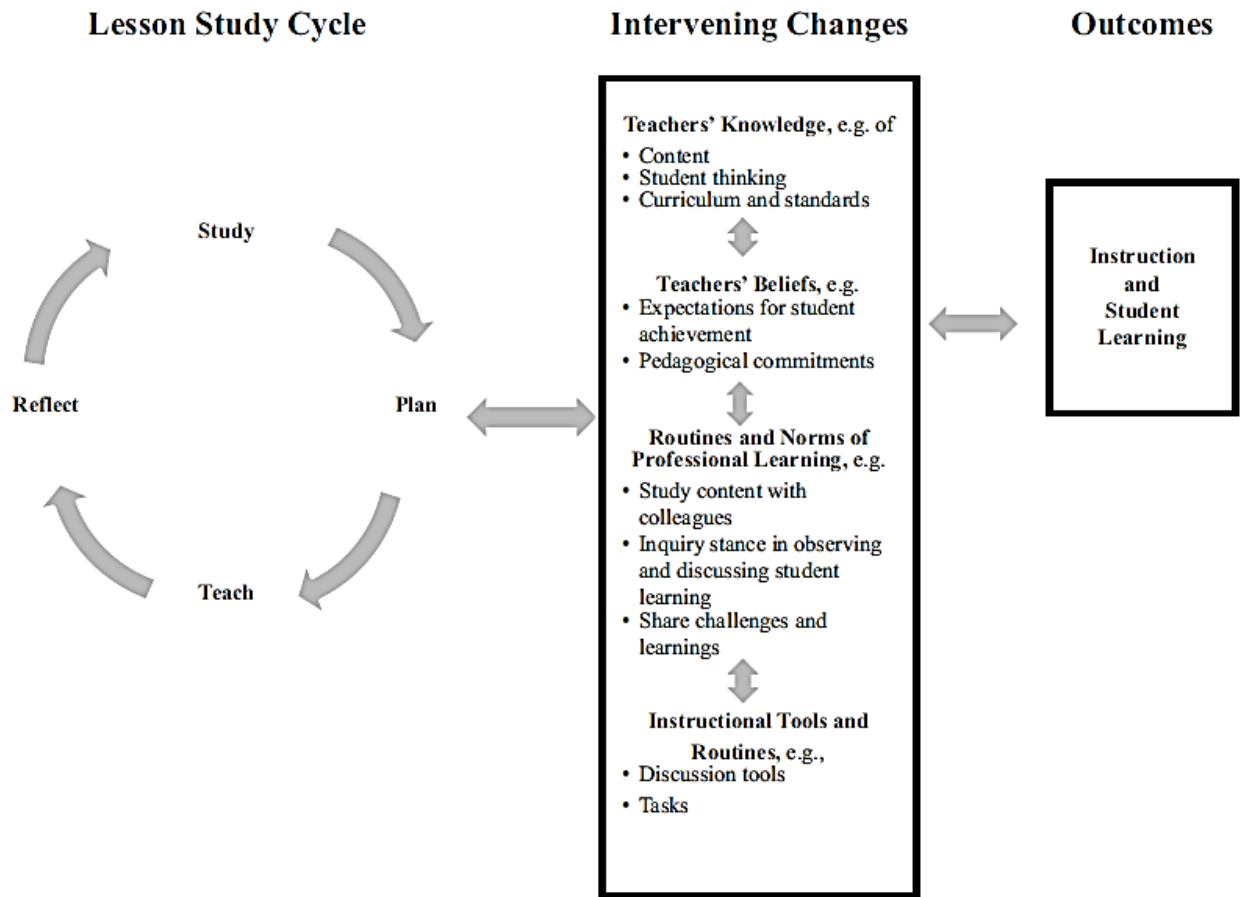 Lesson Study Cycle
Intervening Changes
Outcomes
Study
Plan
Teach
Reflect
Teachers' Knowledge, e.g. of
• Content
• Student thinking
• Curriculum and standards
Teachers' Beliefs, e.g.
• Expectations for student
achievement
• Pedagogical commitments
Routines and Norms of
Professional Learning, e.g.
• Study content with
colleagues
• Inquiry stance in observing
and discussing student
learning
• Share challenges and
learnings
Instructional Tools and
Routines, e.g.,
• Discussion tools
• Tasks
Instruction
and
Student
Learning